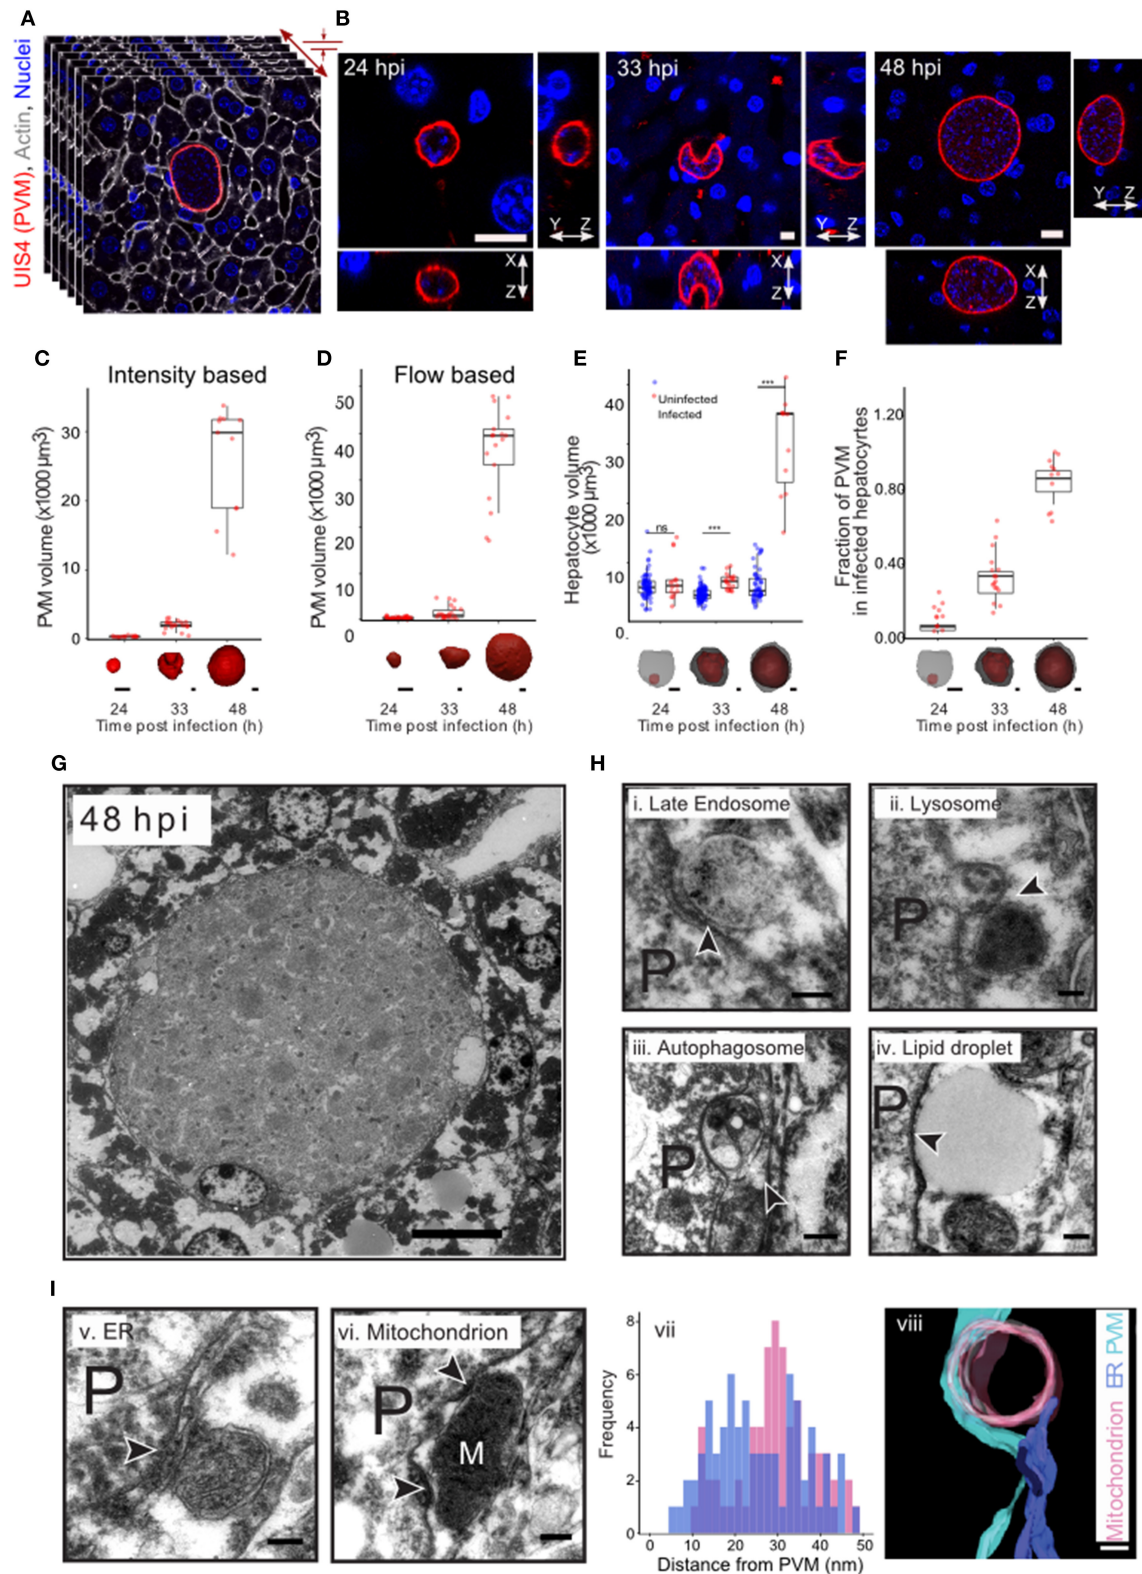 A
B
UIS4 (PVM), Actin, Nuclei
24 hpi
Y Z
X
Z
33 hpi
Y Z
X
Z
48 hpi
Y Z
X
Z
C
Intensity based
PVM volume (x1000 μm3)
30
20
10
0
24 33 48
Time post infection (h)
D
Flow based
PVM volume (x1000 μm3)
50
40
30
20
10
0
24 33 48
Time post infection (h)
E
Hepatocyte volume
(x1000 μm3)
40
30
20
10
0.
Uninfected
Infected
ns
***
***
24 33 48
Time post infection (h)
F
Fraction of PVM
in infected hepatocyrtes
1.20
0.80
0.40
0.00
24 33 48
Time post infection (h)
G
48 hpi
H
i. Late Endosome
P
ii. Lysosome
P
iii. Autophagosome
P
iv. Lipid droplet
P
I
v. ER
P
vi. Mitochondrion
P
M
vii
Frequency
8
6
4
2
0
0 10 20 30 40 50
Distance from PVM (nm)
viii
Mitochondrion ER PVM